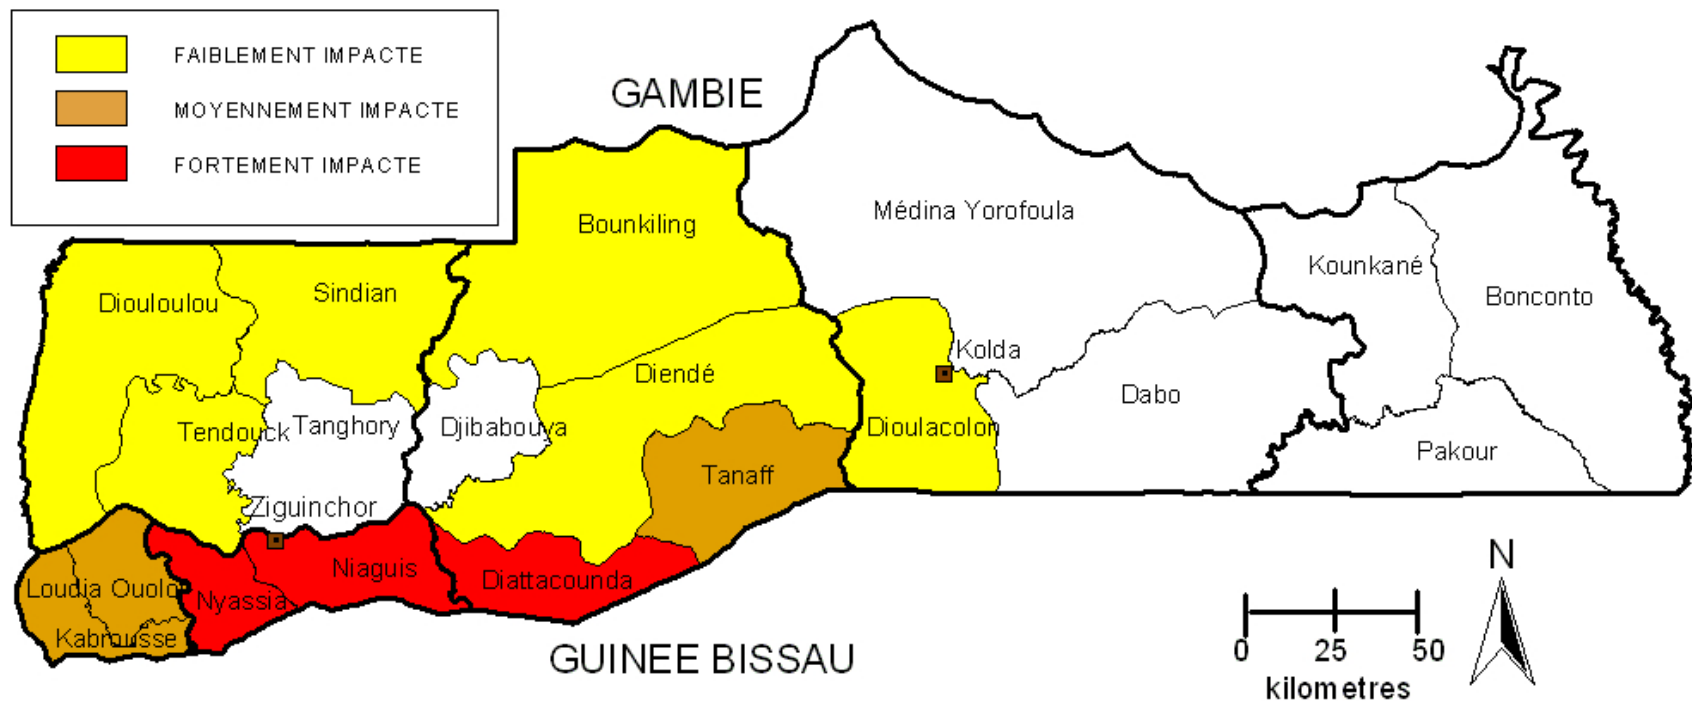 FAIBLEMENT IMPACTE
MOYENNEMENT IMPACTE
FORTEMENT IMPACTE
GAMBIE
Médina Yorofoula
Bounkiling
Kounkané
Bonconto
Sindian
Diouloulou
Kolda
Diendé
Dabo
Tendouck
Tanghory
Djibabouya
Dioulacolon
Pakour
Tanaff
Ziguinchor
Niaguis
Diattacounda
Loudia Ouolo
Nyassia
Kabrousse
GUINEE BISSAU
N
0 25 50
kilometres